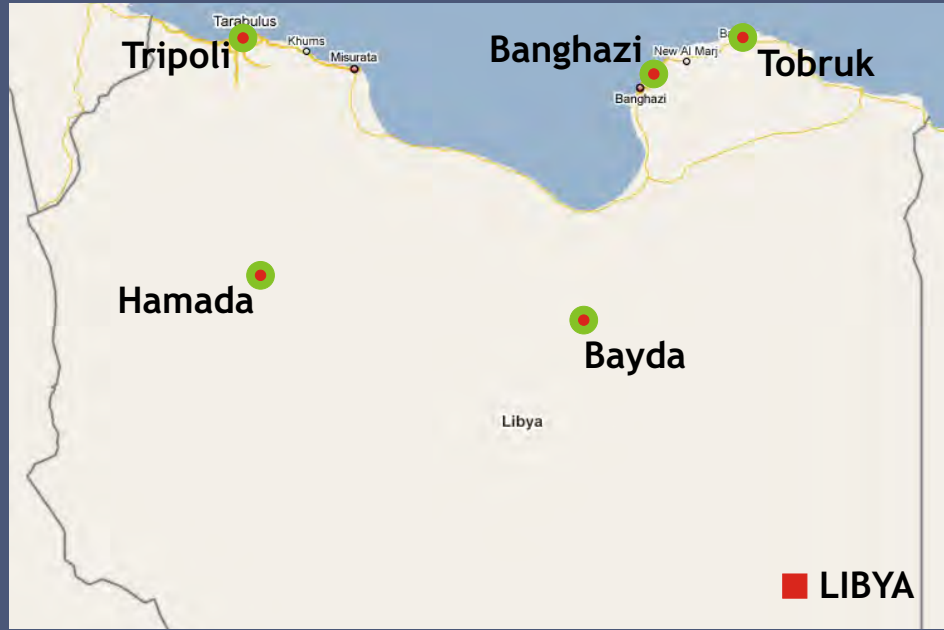 Tarabulus
Tripoli
Khums
Misurata
Banghazi
New Al Marj
Tobruk
Banghazi
Hamada
Bayda
Libya
LIBYA